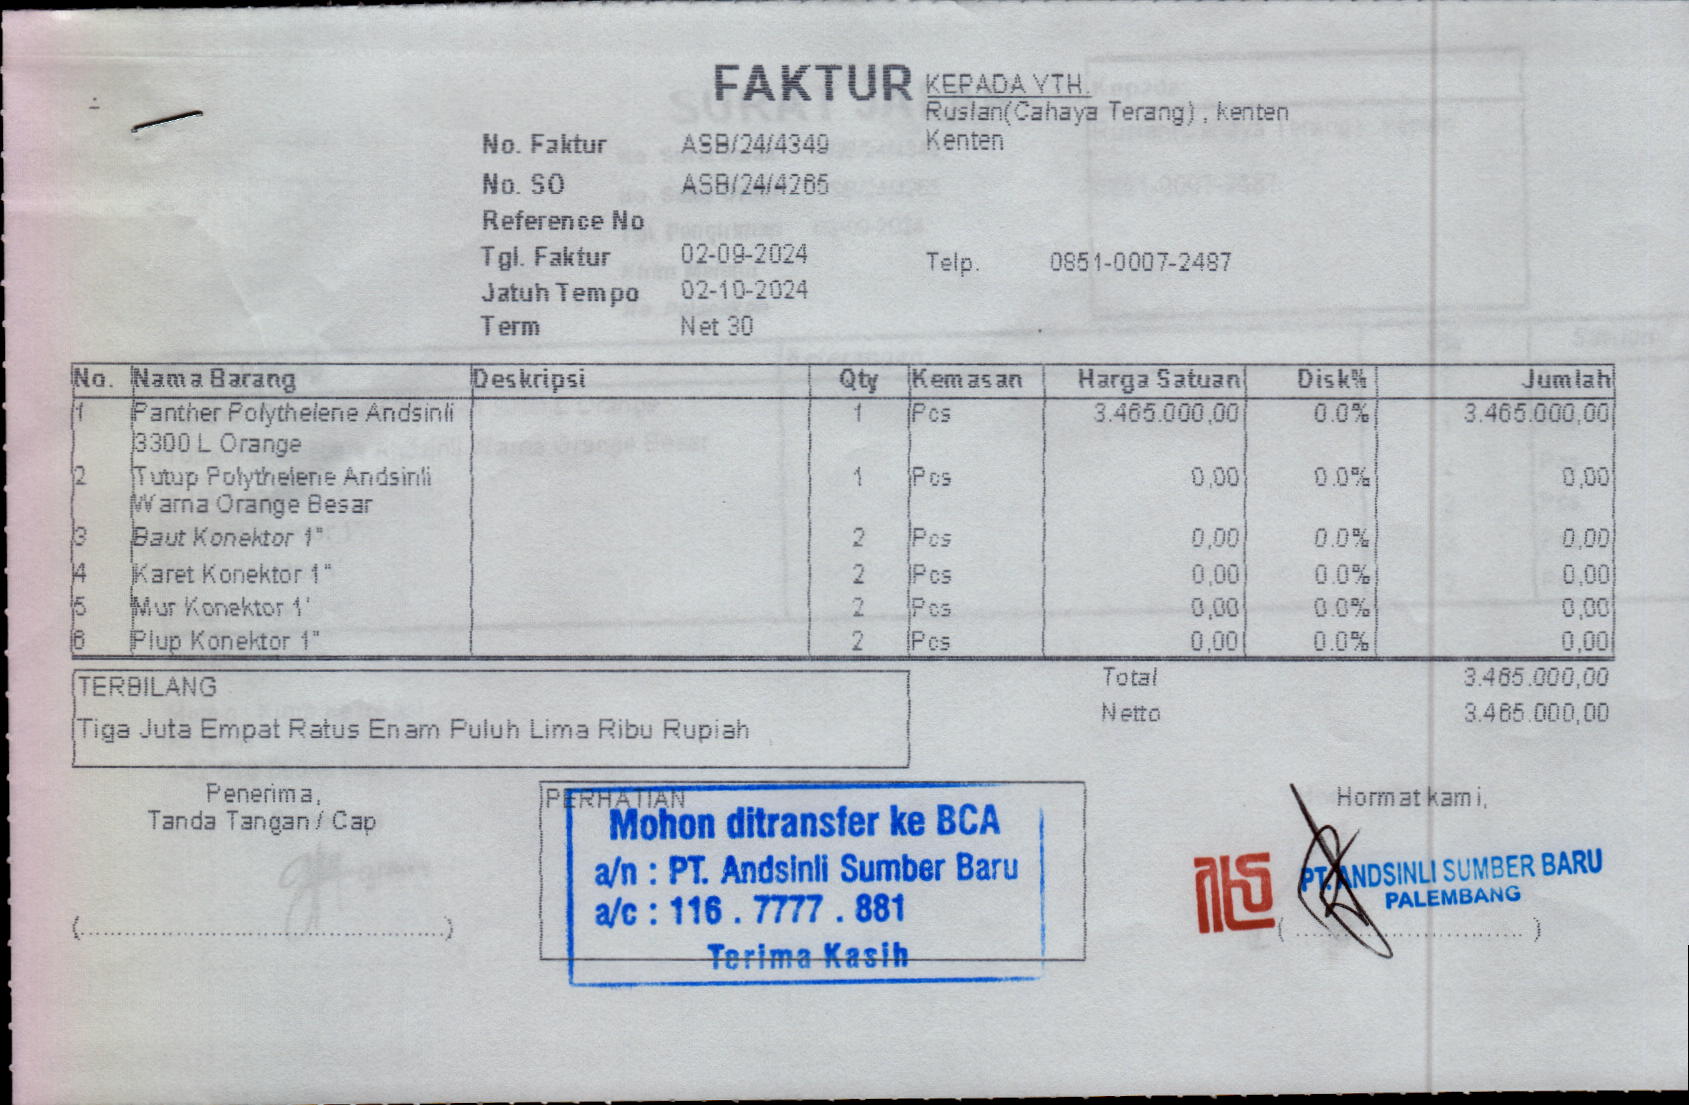 FAKTUR
KEPADA YTH.
Ruslan(Cahaya Terang) , kenten
Kenten
No. Faktur ASB/24/4349
No. SO ASB/24/4265
Reference No
Tgl. Faktur 02-09-2024
Telp. 0851-0007-2487
Jatuh Tempo 02-10-2024
Term Net 30
No. Nama Barang Deskripsi Qty Kemasan Harga Satuan Disk% Jumlah
1 Panther Polythelene Andsinli 1 Pcs 3.465.000,00 0.0% 3.465.000,00
3300 L Orange
2 Tutup Polythelene Andsinli 1 Pcs 0,00 0.0% 0,00
Warna Orange Besar
3 Baut Konektor 1" 2 Pcs 0,00 0.0% 0,00
4 Karet Konektor 1" 2 Pcs 0,00 0.0% 0,00
5 Mur Konektor 1' 2 Pcs 0,00 0.0% 0,00
6 Plup Konektor 1" 2 Pcs 0,00 0.0% 0,00
Total 3.465.000,00
Netto 3.465.000,00
TERBILANG
Tiga Juta Empat Ratus Enam Puluh Lima Ribu Rupiah
Penerima,
Tanda Tangan / Cap
PERHATIAN
Mohon ditransfer ke BCA
a/n : PT. Andsinli Sumber Baru
a/c : 116 . 7777 . 881
Terima Kasih
Hormat kami,
PT. ANDSINLI SUMBER BARU
PALEMBANG